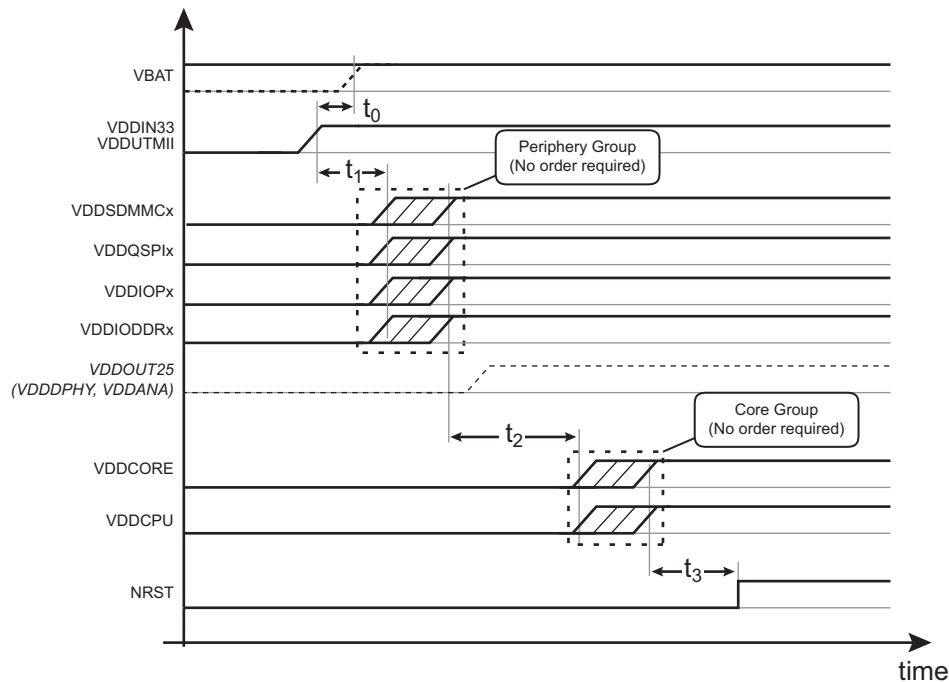 VBAT
t0
VDDIN33
VDDUTMII
Periphery Group
(No order required)
t1
VDDSDMMCx
VDDQSPIx
VDDIOPx
VDDIODDRx
VDDOUT25
(VDDDPHY, VDDANA)
Core Group
(No order required)
t2
VDDCORE
VDDCPU
t3
NRST
time